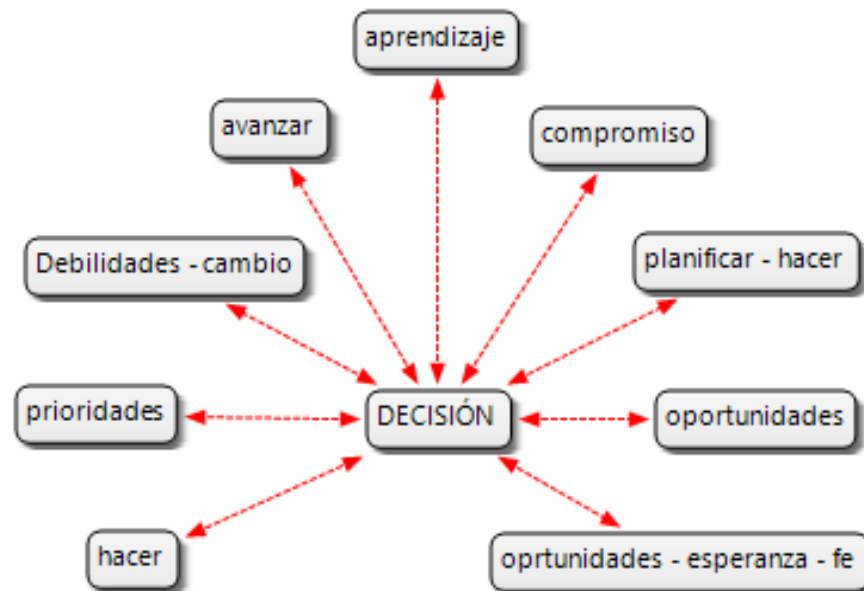 aprendizaje
avanzar
compromiso
Debilidades - cambio
planificar - hacer
prioridades
DECISIÓN
oportunidades
hacer
oprtunidades - esperanza - fe